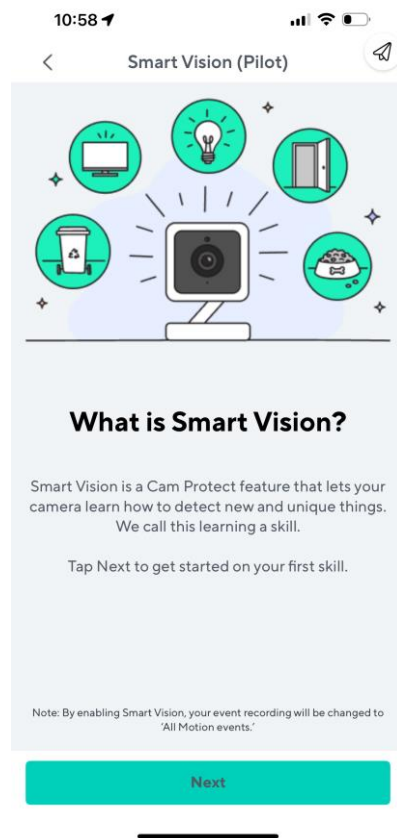 10:58
Smart Vision (Pilot)
What is Smart Vision?
Smart Vision is a Cam Protect feature that lets your
camera learn how to detect new and unique things.
We call this learning a skill.
Tap Next to get started on your first skill.
Note: By enabling Smart Vision, your event recording will be changed to
'All Motion events.'
Next